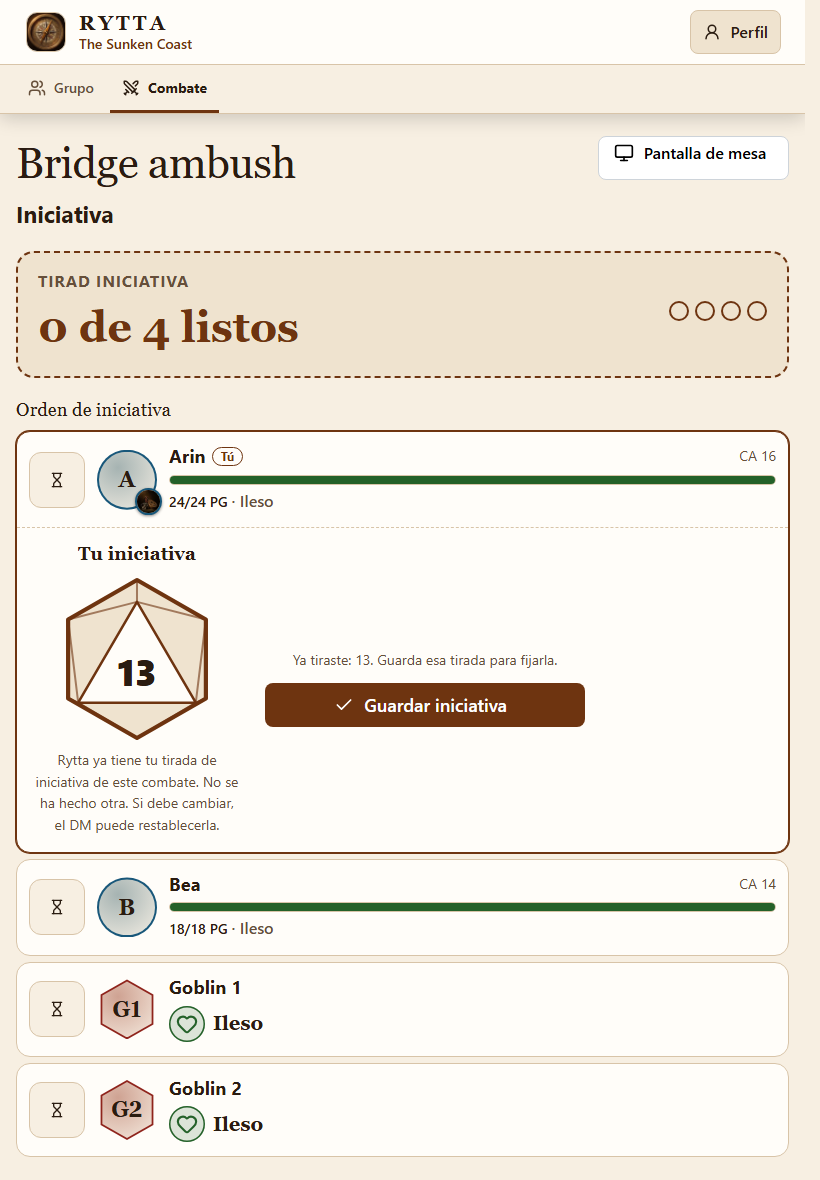 RYTTA
The Sunken Coast
Perfil
Grupo
Combate
Bridge ambush
Pantalla de mesa
Iniciativa
TIRAD INICIATIVA
0 de 4 listos
Orden de iniciativa
A
Arin
Tú
CA 16
24/24 PG · Ileso
Tu iniciativa
13
Rytta ya tiene tu tirada de
iniciativa de este combate. No se
ha hecho otra. Si debe cambiar,
el DM puede restablecerla.
Ya tiraste: 13. Guarda esa tirada para fijarla.
Guardar iniciativa
B
Bea
CA 14
18/18 PG · Ileso
G1
Goblin 1
Ileso
G2
Goblin 2
Ileso